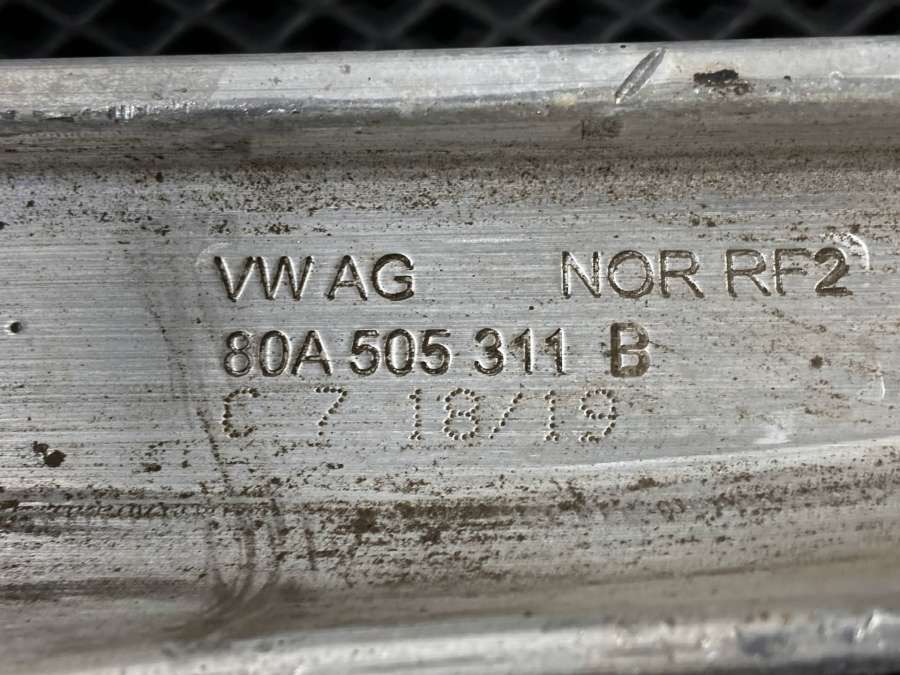 VW AG NOR RF2
80A 505 311 B
C 7 18/19